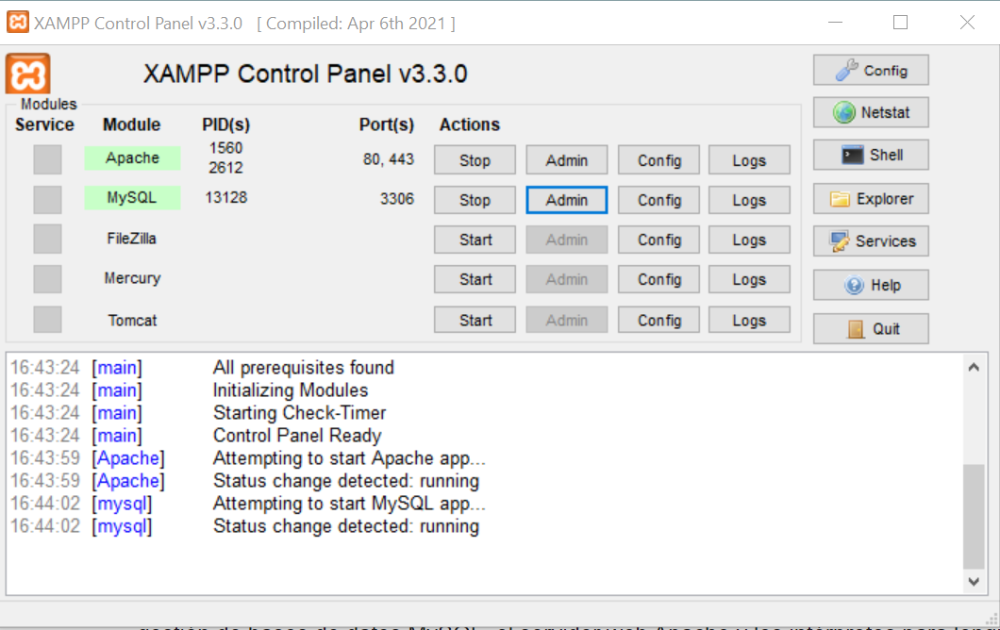 XAMPP Control Panel v3.3.0 [ Compiled: Apr 6th 2021 ]
XAMPP Control Panel v3.3.0
Config
Modules
Service Module PID(s) Port(s) Actions
Netstat
Apache 1560 2612 80, 443 Stop Admin Config Logs
Shell
MySQL 13128 3306 Stop Admin Config Logs
Explorer
FileZilla Start Admin Config Logs
Services
Mercury Start Admin Config Logs
Help
Tomcat Start Admin Config Logs
Quit
16:43:24 [main] All prerequisites found
16:43:24 [main] Initializing Modules
16:43:24 [main] Starting Check-Timer
16:43:24 [main] Control Panel Ready
16:43:59 [Apache] Attempting to start Apache app...
16:43:59 [Apache] Status change detected: running
16:44:02 [mysql] Attempting to start MySQL app...
16:44:02 [mysql] Status change detected: running